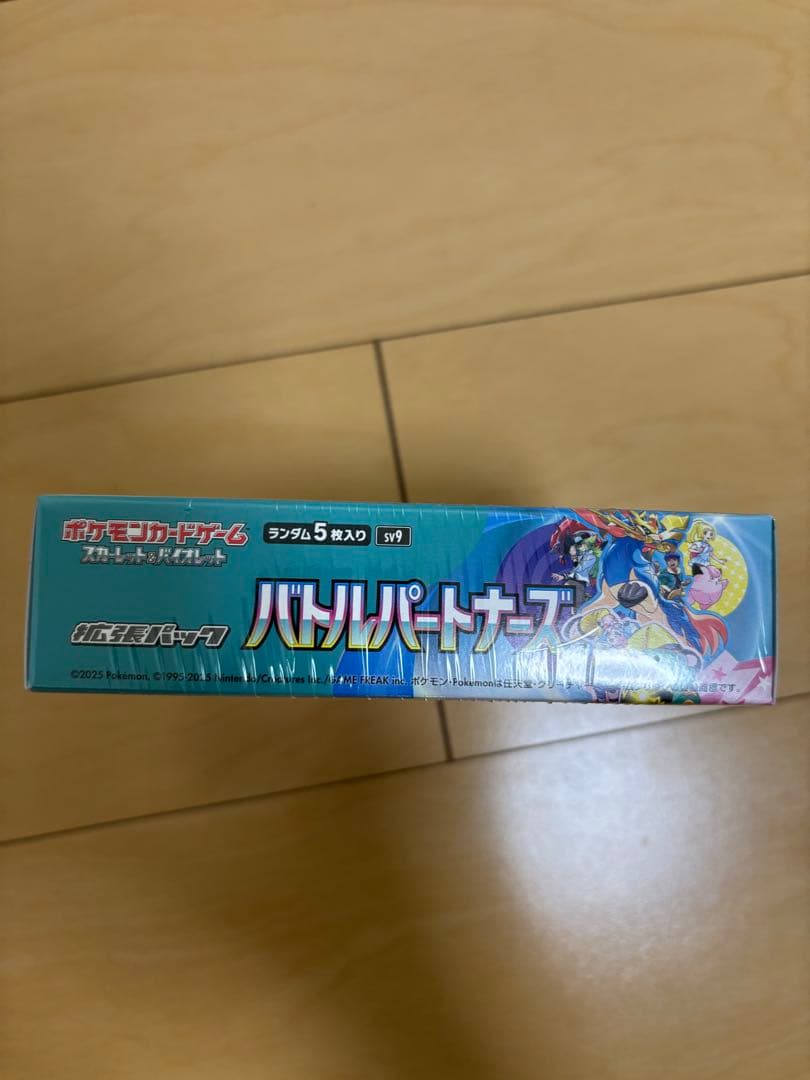 ポケモンカードゲーム
スカーレット&バイオレット
ランダム5枚入り sv9
拡張パック
バトルパートナーズ
©2025 Pokémon. ©1995-2025 Nintendo/Creatures Inc./GAME FREAK inc. ポケモン・Pokémonは任天堂・クリーチャー 商標です。